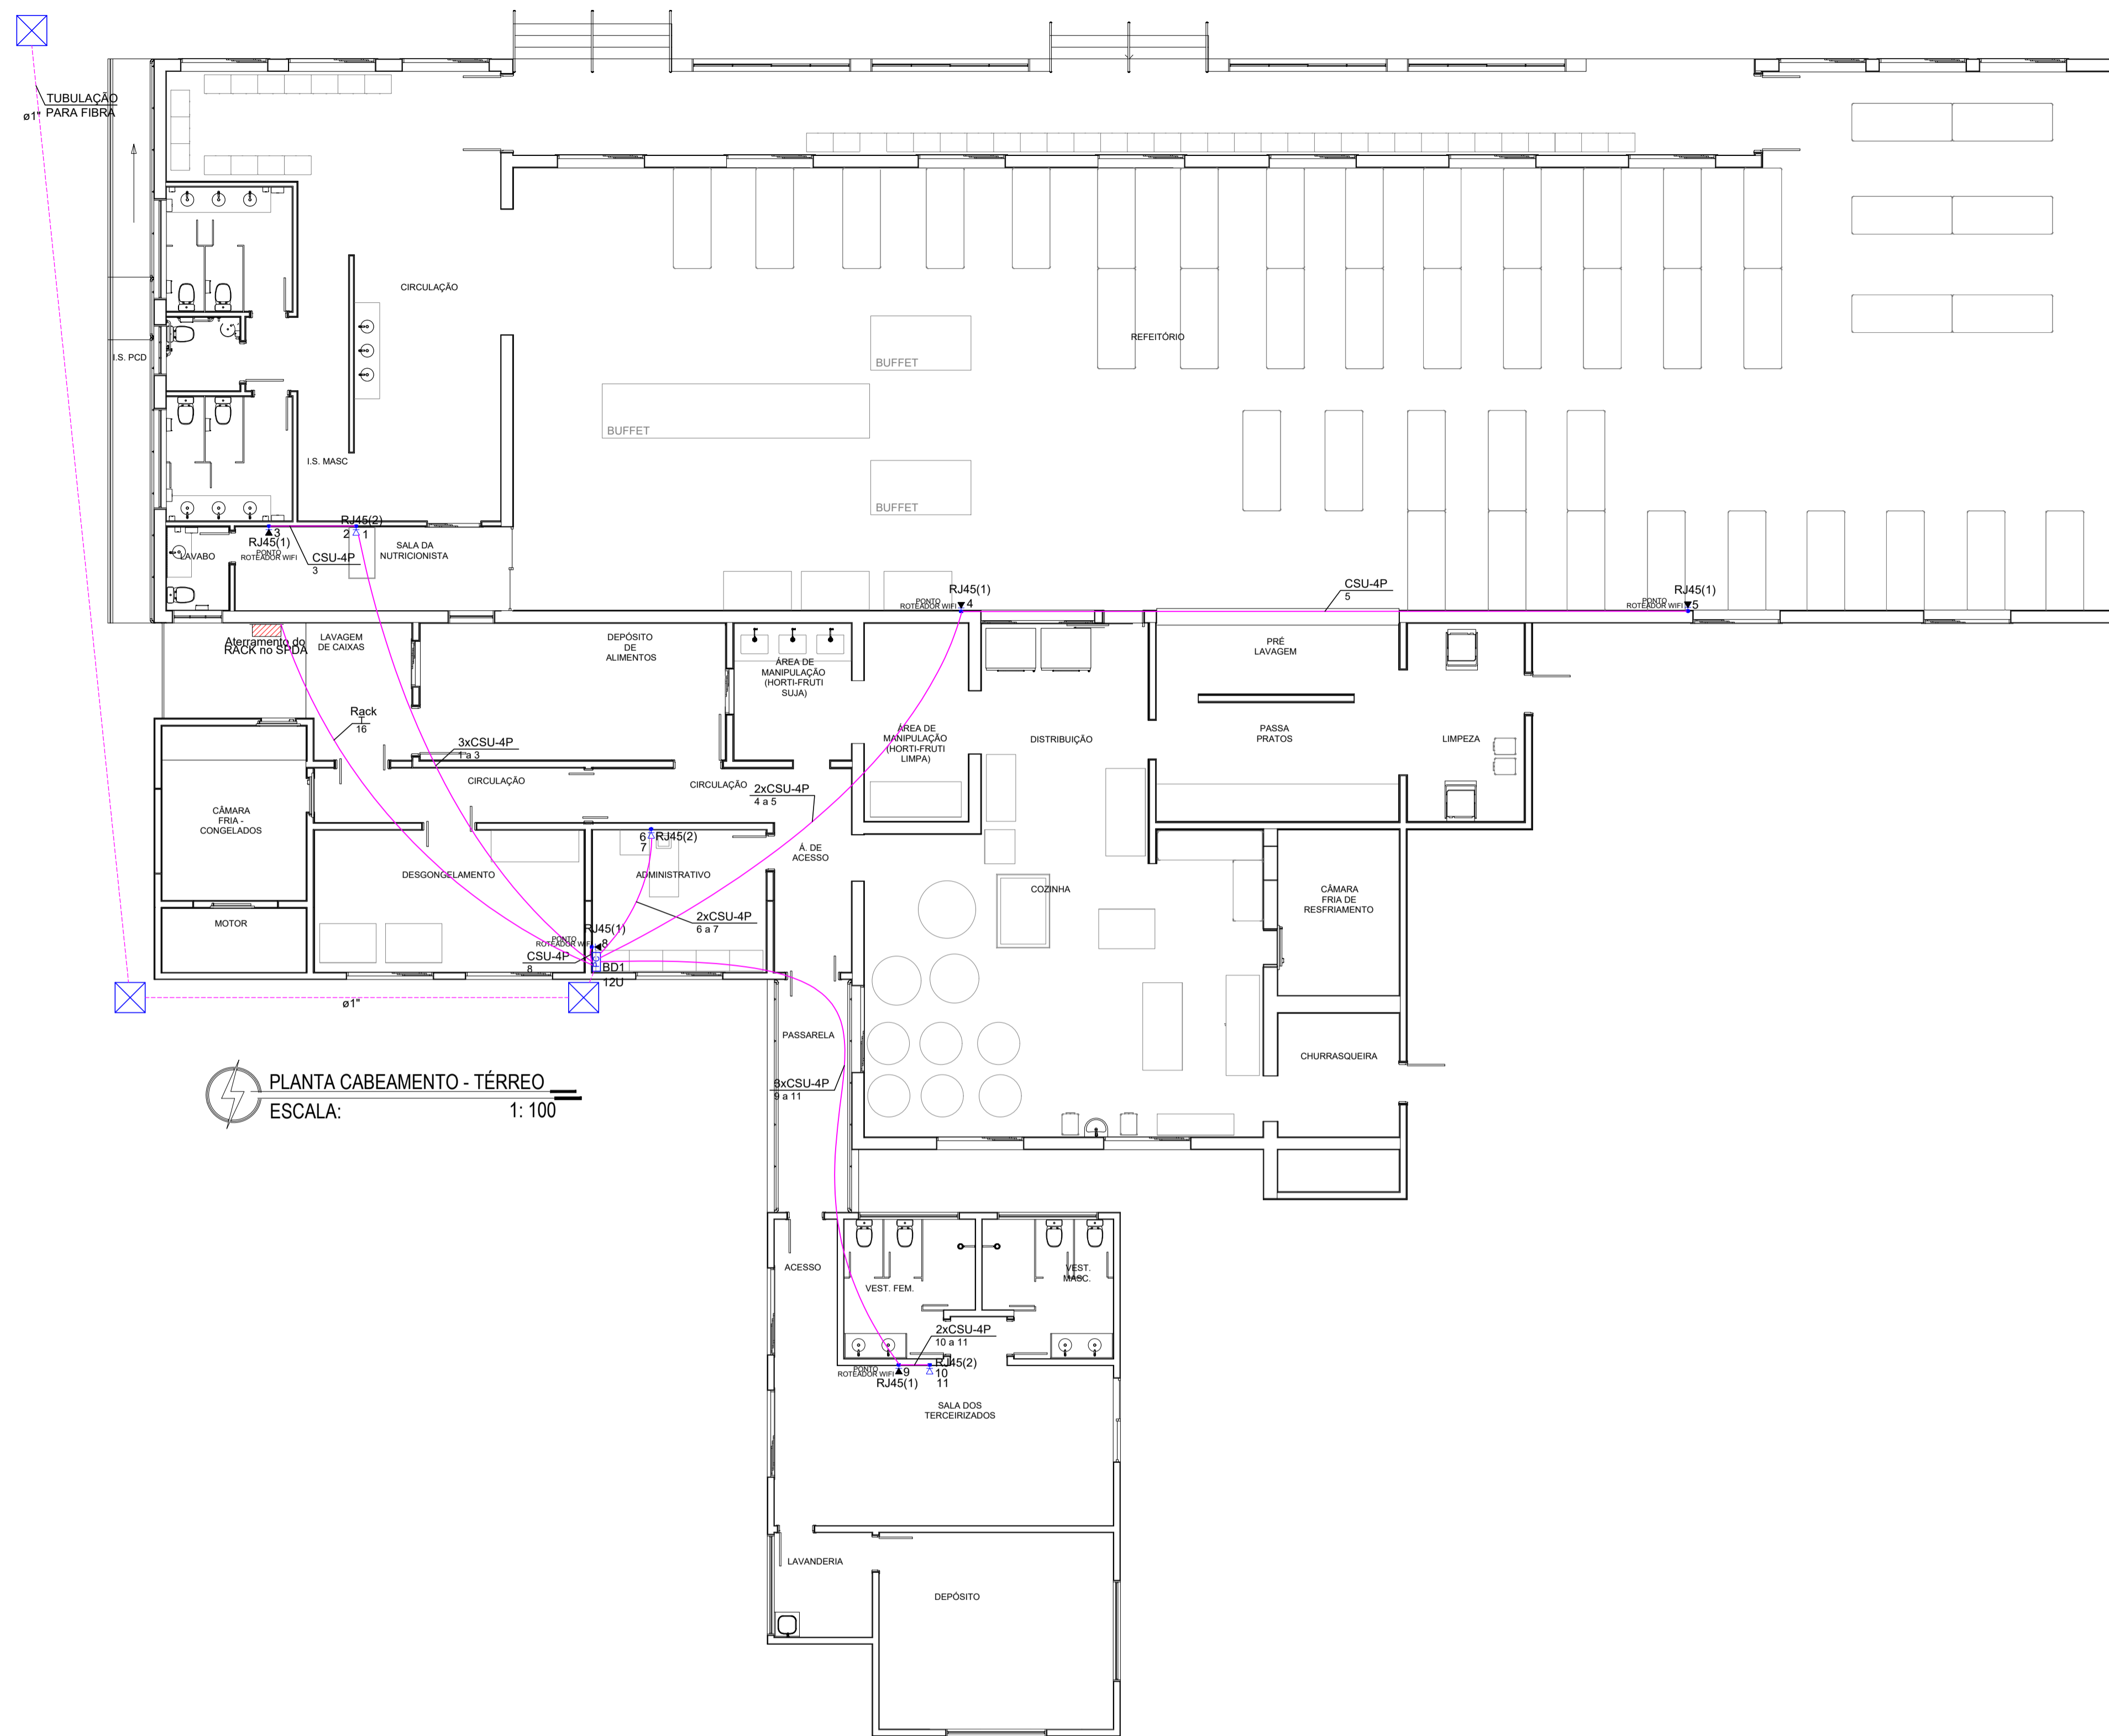 TUBULAÇÃO
PARA FIBRA
ø1"
CIRCULAÇÃO
REFEITÓRIO
I.S. PCD
BUFFET
BUFFET
BUFFET
I.S. MASC
RJ45(2)
2
1
3
RJ45(1)
PONTO
ROTEADOR WIFI
LAVABO
CSU-4P
3
SALA DA
NUTRICIONISTA
RJ45(1)
4
PONTO
ROTEADOR WIFI
CSU-4P
5
RJ45(1)
5
PONTO
ROTEADOR WIFI
Aterramento do
RACK no SPDA
LAVAGEM
DE CAIXAS
DEPÓSITO
DE
ALIMENTOS
ÁREA DE
MANIPULAÇÃO
(HORTI-FRUTI
SUJA)
PRÉ
LAVAGEM
Rack
T
16
3xCSU-4P
1 a 3
ÁREA DE
MANIPULAÇÃO
(HORTI-FRUTI
LIMPA)
DISTRIBUIÇÃO
PASSA
PRATOS
LIMPEZA
CIRCULAÇÃO
CIRCULAÇÃO
2xCSU-4P
4 a 5
CÂMARA
FRIA -
CONGELADOS
6
7
RJ45(2)
Á. DE
ACESSO
DESGONGELAMENTO
ADMINISTRATIVO
COZINHA
CÂMARA
FRIA DE
RESFRIAMENTO
MOTOR
2xCSU-4P
6 a 7
RJ45(1)
8
PONTO
ROTEADOR WIFI
CSU-4P
8
BD1
12U
ø1"
PASSARELA
CHURRASQUEIRA
3xCSU-4P
9 a 11
PLANTA CABEAMENTO - TÉRREO
ESCALA: 1: 100
ACESSO
VEST. FEM.
VEST.
MASC.
2xCSU-4P
10 a 11
PONTO
ROTEADOR WIFI
9
RJ45(1)
RJ45(2)
10
11
SALA DOS
TERCEIRIZADOS
LAVANDERIA
DEPÓSITO